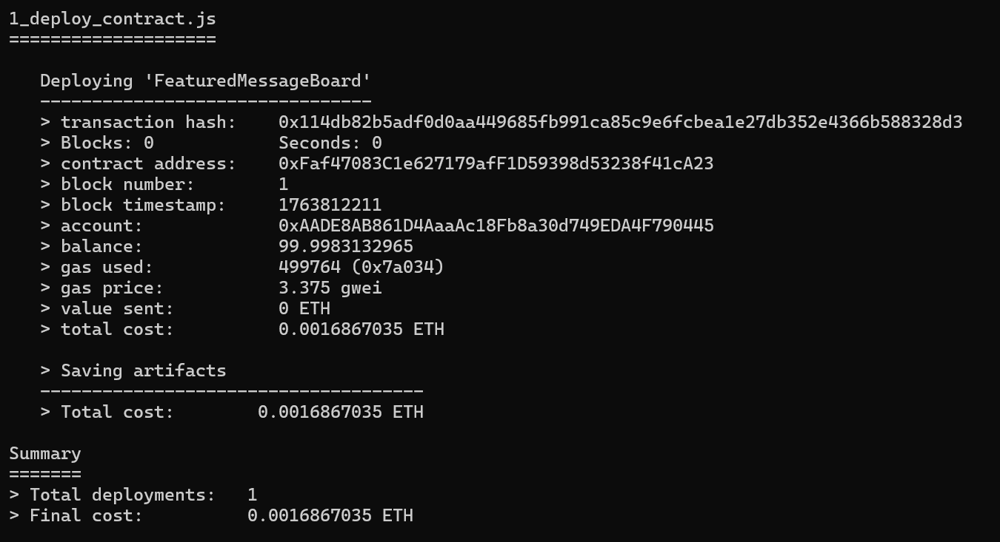 1_deploy_contract.js
====================
Deploying 'FeaturedMessageBoard'
--------------------------------
> transaction hash:    0x114db82b5adf0d0aa449685fb991ca85c9e6fcbea1e27db352e4366b588328d3
> Blocks: 0            Seconds: 0
> contract address:    0xFaf47083C1e627179afF1D59398d53238f41cA23
> block number:        1
> block timestamp:     1763812211
> account:             0xAADE8AB861D4AaaAc18Fb8a30d749EDA4F790445
> balance:             99.9983132965
> gas used:            499764 (0x7a034)
> gas price:           3.375 gwei
> value sent:          0 ETH
> total cost:          0.0016867035 ETH
> Saving artifacts
-------------------------------------
> Total cost:        0.0016867035 ETH
Summary
=======
> Total deployments:   1
> Final cost:          0.0016867035 ETH